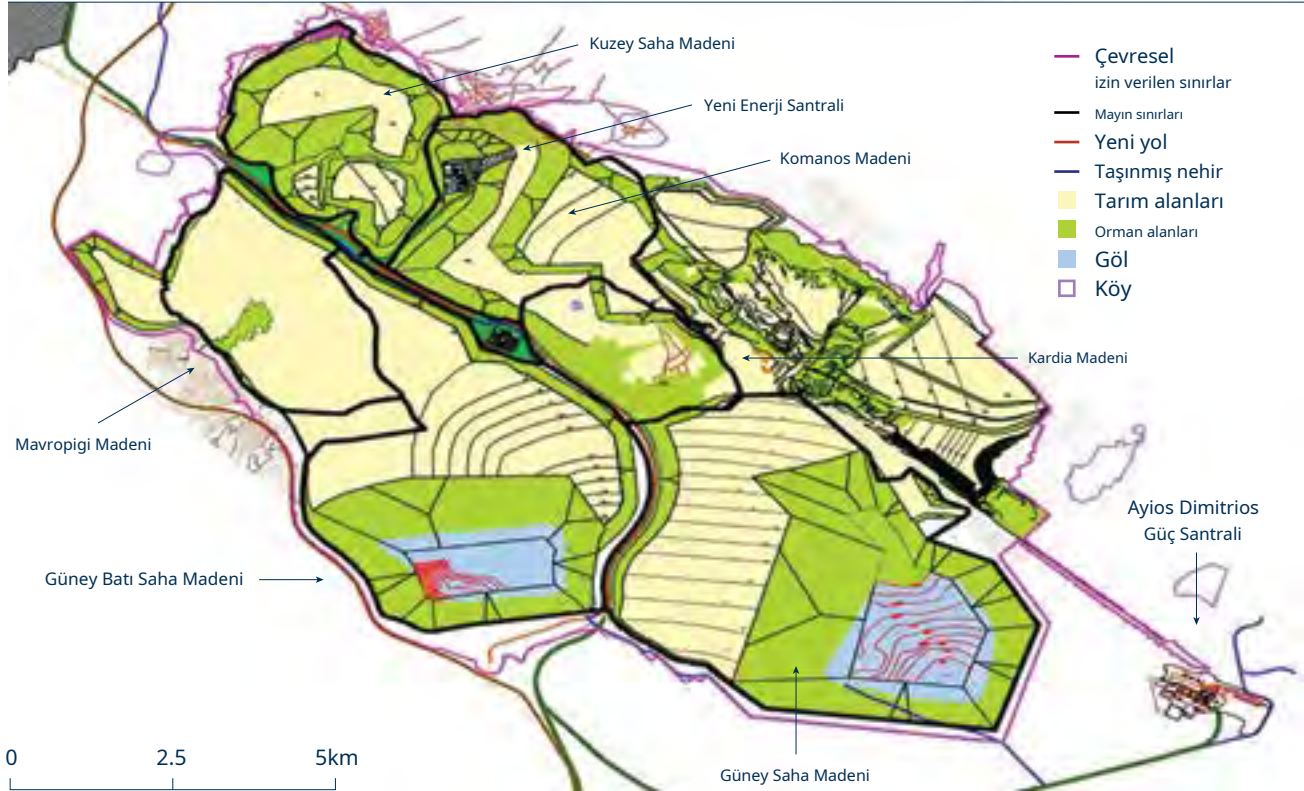 Kuzey Saha Madeni
Yeni Enerji Santrali
Komanos Madeni
Çevresel
izin verilen sınırlar
Mayın sınırları
Yeni yol
Taşınmış nehir
Tarım alanları
Orman alanları
Göl
Köy
Kardia Madeni
Mavropigi Madeni
Ayios Dimitrios
Güç Santrali
Güney Batı Saha Madeni
Güney Saha Madeni
0 2.5 5km